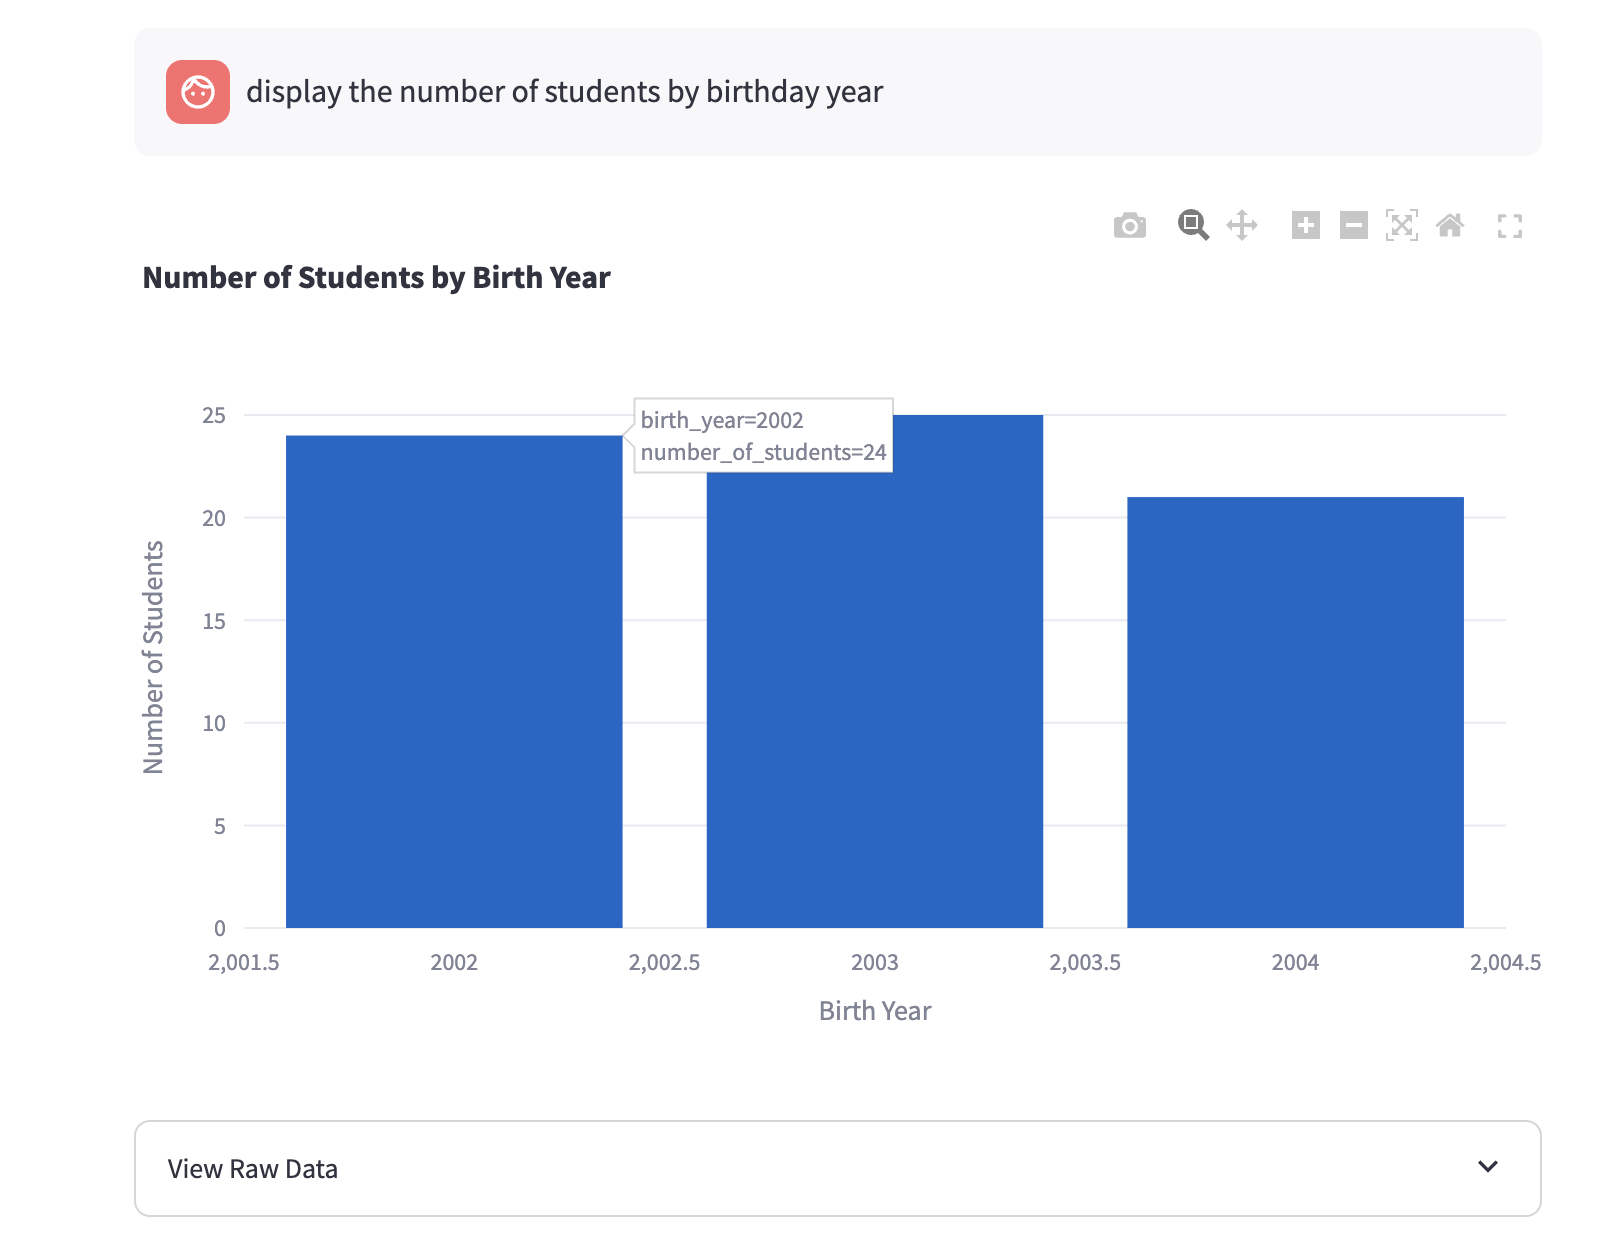 display the number of students by birthday year
Number of Students by Birth Year
birth_year=2002
number_of_students=24
25
20
15
10
5
0
Number of Students
2,001.5
2002
2,002.5
2003
2,003.5
2004
2,004.5
Birth Year
View Raw Data